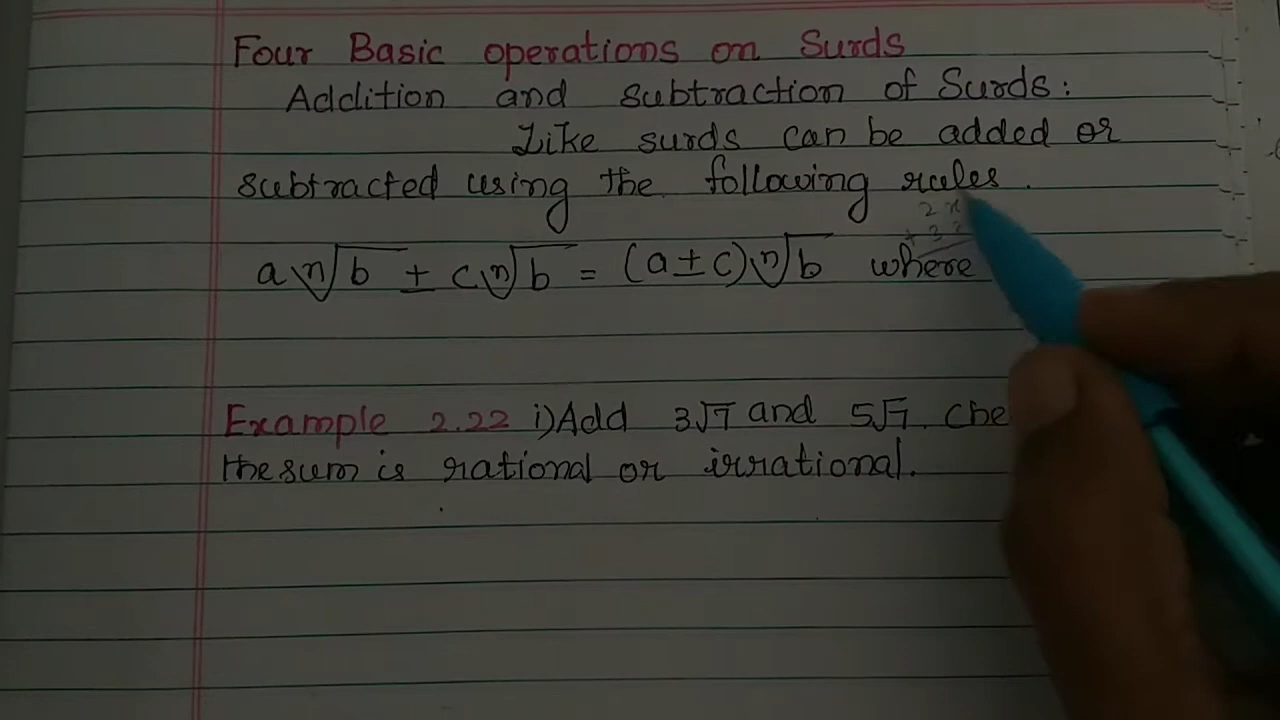 Four Basic operations on Surds
Addition and subtraction of Surds:
Like surds can be added or
subtracted using the following rules.
a ⁿ√b ± c ⁿ√b = (a ± c) ⁿ√b where
Example 2.22 i) Add 3√7 and 5√7. Che
the sum is rational or irrational.